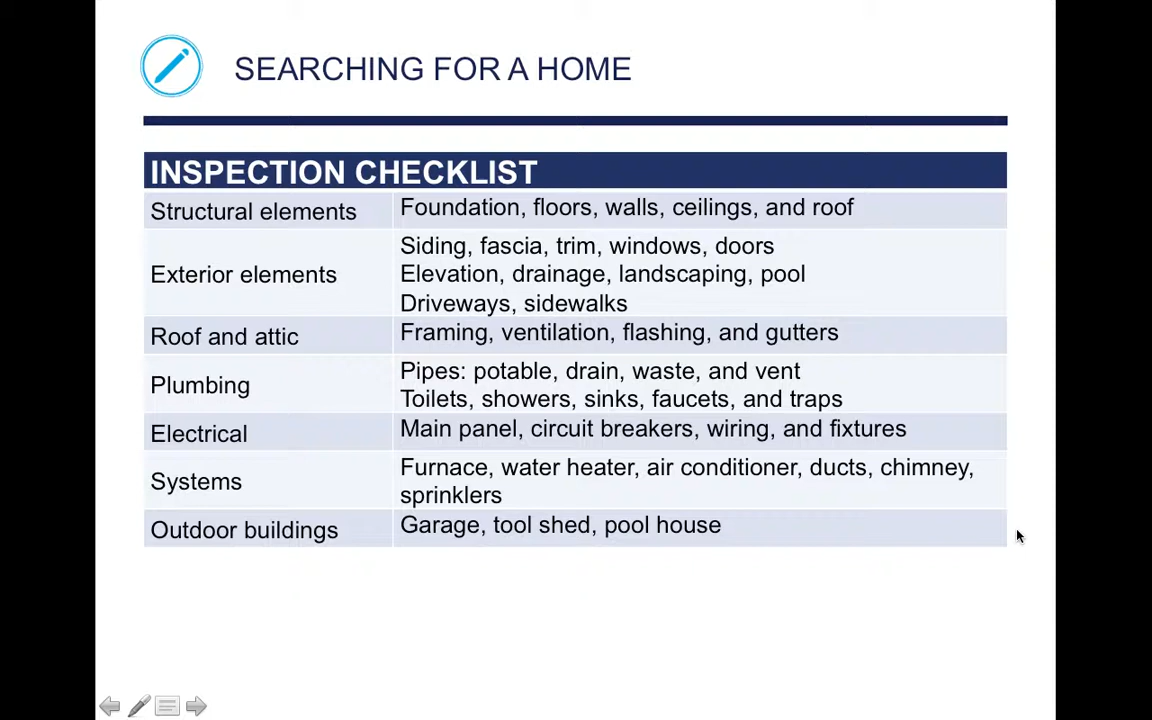 SEARCHING FOR A HOME
INSPECTION CHECKLIST
Structural elements
Foundation, floors, walls, ceilings, and roof
Exterior elements
Siding, fascia, trim, windows, doors
Elevation, drainage, landscaping, pool
Driveways, sidewalks
Roof and attic
Framing, ventilation, flashing, and gutters
Plumbing
Pipes: potable, drain, waste, and vent
Toilets, showers, sinks, faucets, and traps
Electrical
Main panel, circuit breakers, wiring, and fixtures
Systems
Furnace, water heater, air conditioner, ducts, chimney,
sprinklers
Outdoor buildings
Garage, tool shed, pool house